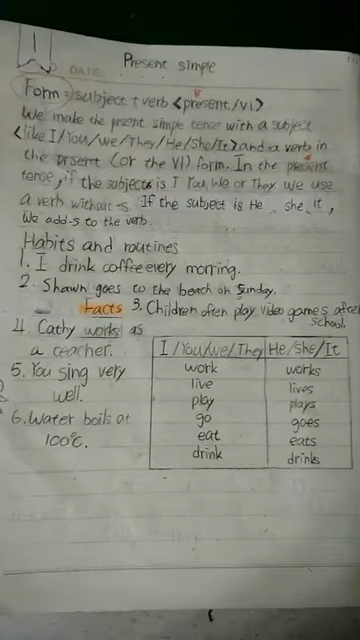 1
Present simple
DATE
Form = subject + verb <present/V1>
We make the prsent simple tense with a subject
<like I/You/we/They/He/She/It> and a verb in
the prsernt (or the V1) form. In the present
tense, if the subject is I You, We or They We use
a verb without -s. If the subject is He she, it,
We add -s to the verb.
Habits and routines
1. I drink coffee every morning.
2. Shawn goes to the beach on Sunday.
Facts 3. Children often play video games after
school.
4. Cathy works as
a teacher.
5. You sing very
well.
6. Water boils at
100°C.
I/You/we/They He/She/It
work works
live lives
play plays
go goes
eat eats
drink drinks